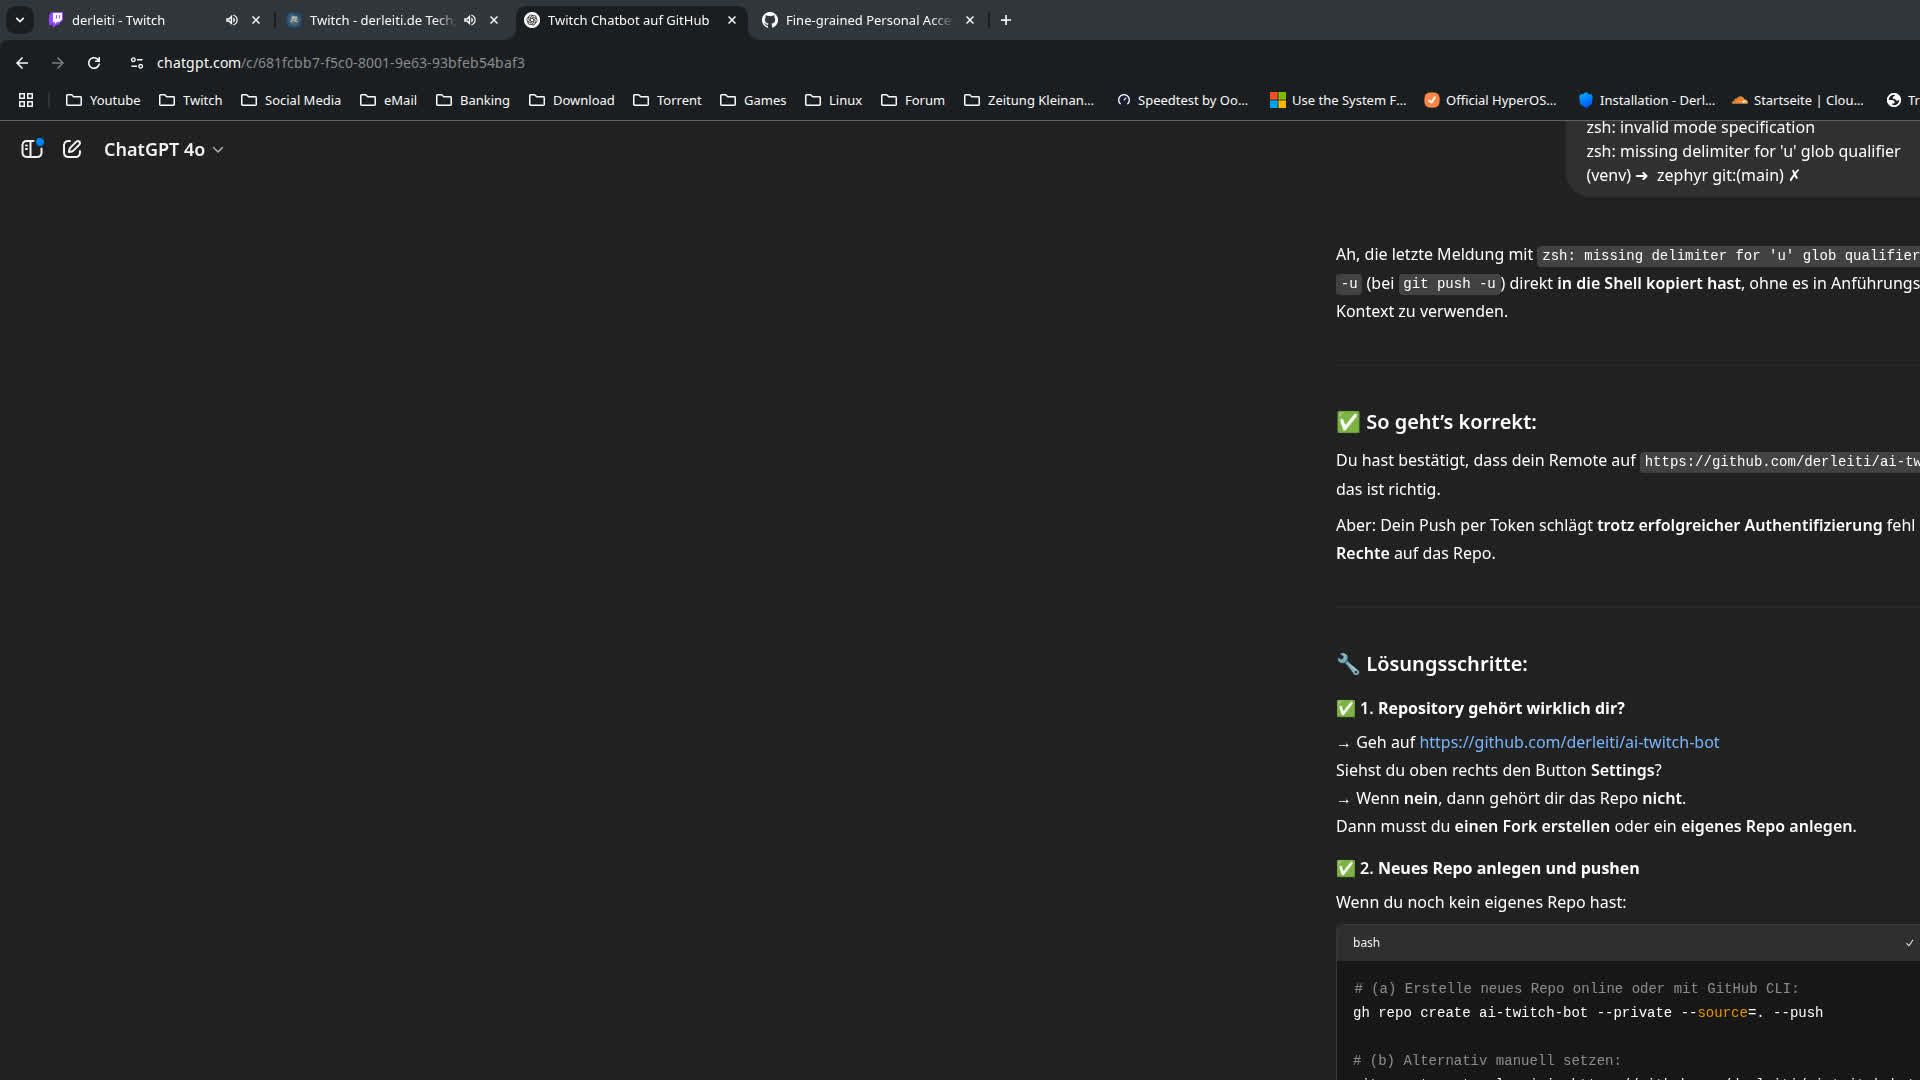 derleiti - Twitch
Twitch - derleiti.de Tech
Twitch Chatbot auf GitHub
Fine-grained Personal Acce
chatgpt.com/c/681fcbb7-f5c0-8001-9e63-93bfeb54baf3
Youtube
Twitch
Social Media
eMail
Banking
Download
Torrent
Games
Linux
Forum
Zeitung Kleinan...
Speedtest by Oo...
Use the System F...
Official HyperOS...
Installation - Derl...
Startseite | Clou...
Tr
ChatGPT 4o
zsh: invalid mode specification
zsh: missing delimiter for 'u' glob qualifier
(venv) ➜ zephyr git:(main) ✗
Ah, die letzte Meldung mit zsh: missing delimiter for 'u' glob qualifier
-u (bei git push -u) direkt in die Shell kopiert hast, ohne es in Anführungs
Kontext zu verwenden.
✅ So geht’s korrekt:
Du hast bestätigt, dass dein Remote auf https://github.com/derleiti/ai-tw
das ist richtig.
Aber: Dein Push per Token schlägt trotz erfolgreicher Authentifizierung fehl
Rechte auf das Repo.
🔧 Lösungsschritte:
✅ 1. Repository gehört wirklich dir?
→ Geh auf https://github.com/derleiti/ai-twitch-bot
Siehst du oben rechts den Button Settings?
→ Wenn nein, dann gehört dir das Repo nicht.
Dann musst du einen Fork erstellen oder ein eigenes Repo anlegen.
✅ 2. Neues Repo anlegen und pushen
Wenn du noch kein eigenes Repo hast:
bash
# (a) Erstelle neues Repo online oder mit GitHub CLI:
gh repo create ai-twitch-bot --private --source=. --push
# (b) Alternativ manuell setzen: